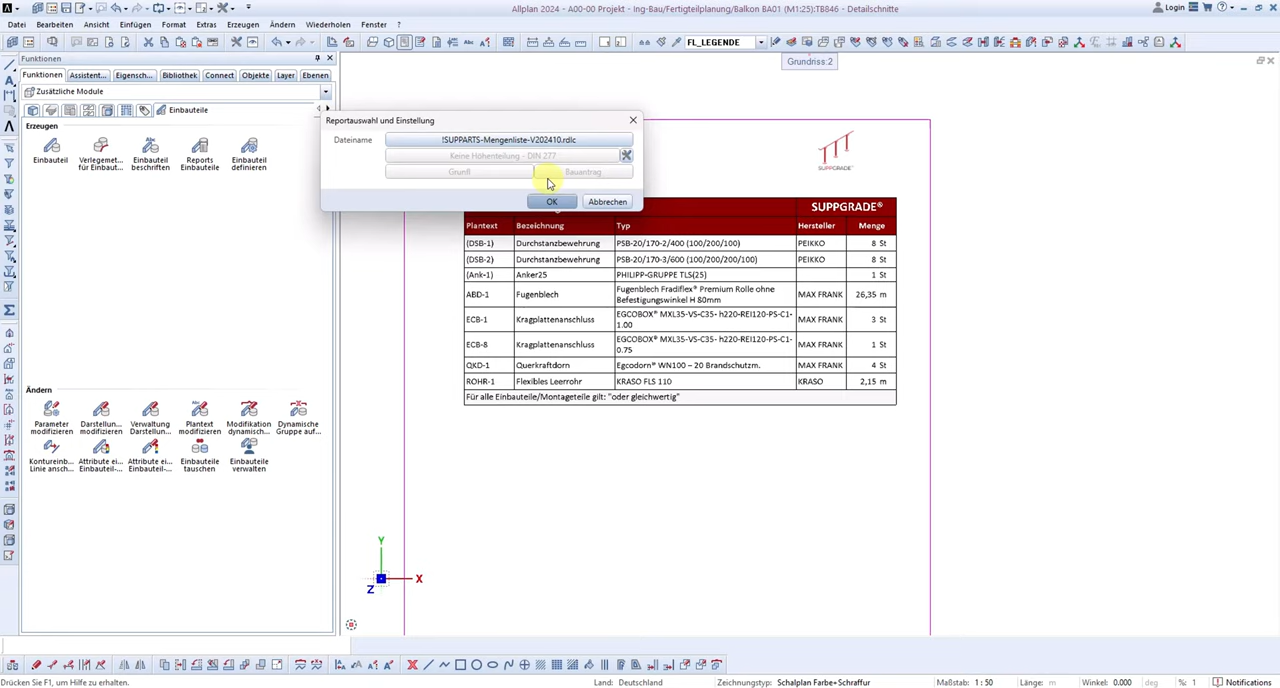 Allplan 2024 - A00-00 Projekt - Ing-Bau/Fertigteilplanung/Balkon BA01 (M1:25):TB846 - Detailschnitte
Login
Datei Bearbeiten Ansicht Einfügen Format Extras Erzeugen Ändern Wiederholen Fenster ?
FL_LEGENDE
Funktionen
Grundriss:2
Funktionen Assistent... Eigensch... Bibliothek Connect Objekte Layer Ebenen
Zusätzliche Module
Einbauteile
Erzeugen
Einbauteil
Verlegemet...
für Einbaut...
Einbauteil
beschriften
Reports
Einbauteile
Einbauteil
definieren
Reportauswahl und Einstellung
Dateiname
!SUPPARTS-Mengenliste-V202410.rdlc
Keine Höhenteilung - DIN 277
Grunfl
Bauantrag
OK
Abbrechen
SUPPGRADE
SUPPGRADE®
Plantext Bezeichnung Typ Hersteller Menge
(DSB-1) Durchstanzbewehrung PSB-20/170-2/400 (100/200/100) PEIKKO 8 St
(DSB-2) Durchstanzbewehrung PSB-20/170-3/600 (100/200/200/100) PEIKKO 8 St
(Ank-1) Anker25 PHILIPP-GRUPPE TLS(25) 1 St
ABD-1 Fugenblech Fugenblech Fradiflex® Premium Rolle ohne
Befestigungswinkel H 80mm MAX FRANK 26,35 m
ECB-1 Kragplattenanschluss EGCOBOX® MXL35-VS-C35- h220-REI120-PS-C1-
1.00 MAX FRANK 3 St
ECB-8 Kragplattenanschluss EGCOBOX® MXL35-VS-C35- h220-REI120-PS-C1-
0.75 MAX FRANK 1 St
QKD-1 Querkraftdorn Egcodorn® WN100 – 20 Brandschutzm. MAX FRANK 4 St
ROHR-1 Flexibles Leerrohr KRASO FLS 110 KRASO 2,15 m
Für alle Einbauteile/Montageteile gilt: "oder gleichwertig"
Ändern
Parameter
modifizieren
Darstellun...
modifizieren
Verwaltung
Darstellun...
Plantext
modifizieren
Modifikation
dynamisch...
Dynamische
Gruppe auf...
Kontureinb...
Linie ansch...
Attribute ei...
Einbauteil-...
Attribute e...
Einbauteil-...
Einbauteile
tauschen
Einbauteile
verwalten
Y
X
Z
Drücken Sie F1, um Hilfe zu erhalten.
Land: Deutschland
Zeichnungstyp: Schalplan Farbe+Schraffur
Maßstab: 1 : 50
Länge: m
Winkel: 0.000 deg
%: 1
Notifications